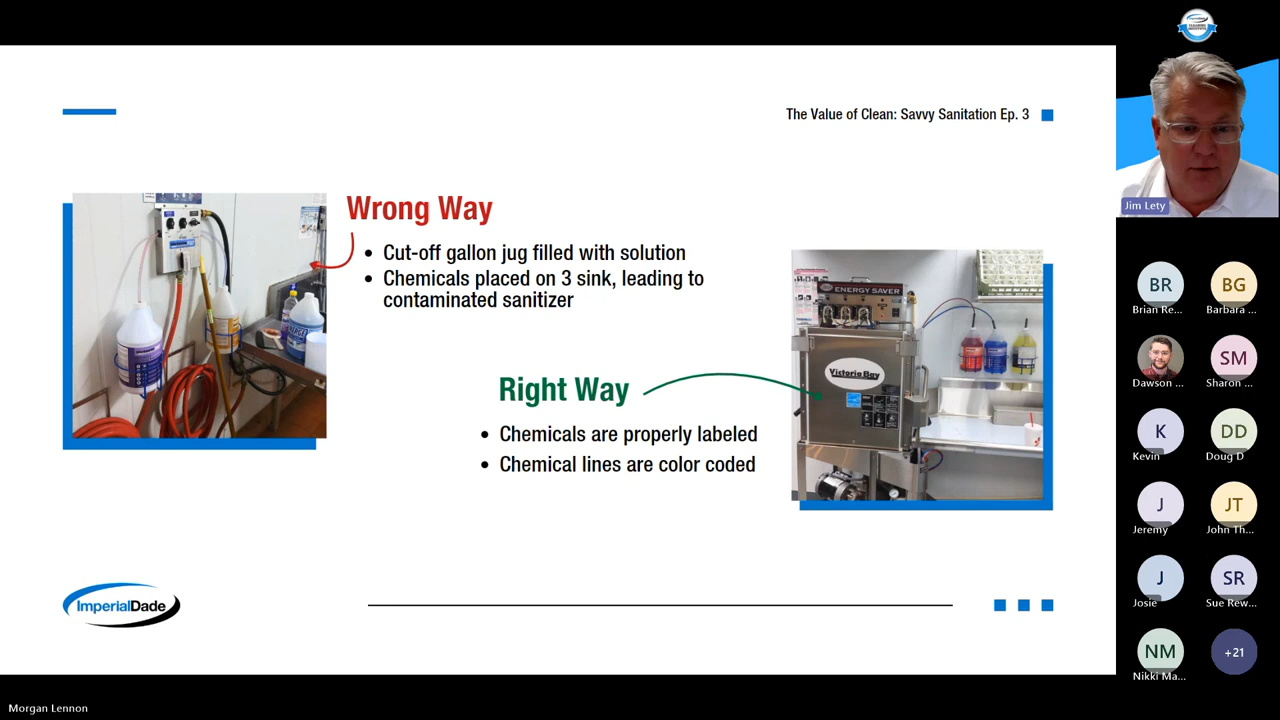 The Value of Clean: Savvy Sanitation Ep. 3
Wrong Way
• Cut-off gallon jug filled with solution
• Chemicals placed on 3 sink, leading to
contaminated sanitizer
ENERGY SAVER
Victoria Bay
Right Way
• Chemicals are properly labeled
• Chemical lines are color coded
ImperialDade
ImperialDade
Jim Lety
BR
Brian Re...
BG
Barbara ...
Dawson ...
SM
Sharon ...
K
Kevin
DD
Doug D
J
Jeremy
JT
John Th...
J
Josie
SR
Sue Rew...
NM
Nikki Ma...
+21
Morgan Lennon